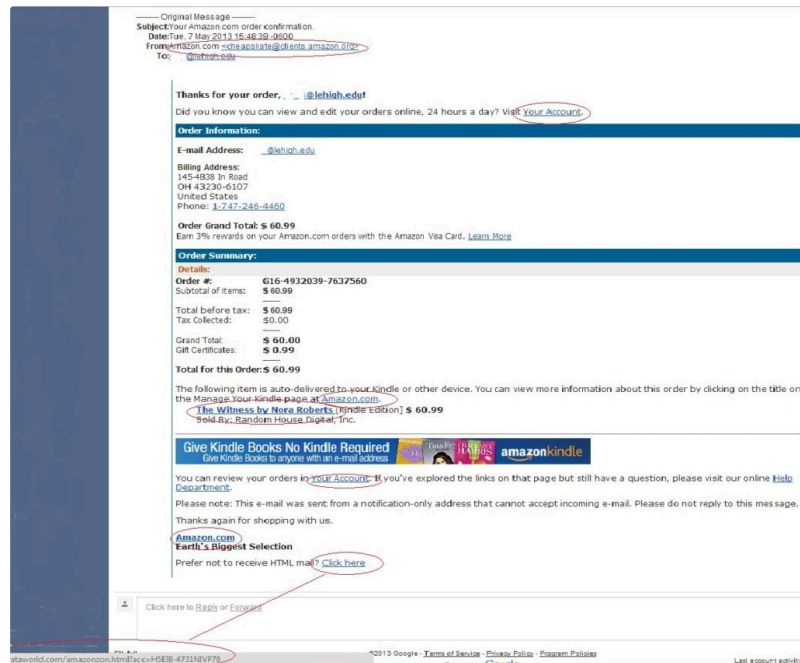 -------- Original Message --------
Subject:Your Amazon.com order confirmation.
Date:Tue, 7 May 2013 15:48:39 -0600
From:Amazon.com <cheapskate@clients.amazon.org>
To: @lehigh.edu
Thanks for your order, @lehigh.edu!
Did you know you can view and edit your orders online, 24 hours a day? Visit Your Account.
Order Information:
E-mail Address: @lehigh.edu
Billing Address:
145-4838 In Road
OH 43230-6107
United States
Phone: 1-747-246-4460
Order Grand Total: $ 60.99
Earn 3% rewards on your Amazon.com orders with the Amazon Visa Card. Learn More
Order Summary:
Details:
Order #: G16-4932039-7637560
Subtotal of items: $ 60.99
------
Total before tax: $ 60.99
Tax Collected: $0.00
------
Grand Total: $ 60.00
Gift Certificates: $ 0.99
------
Total for this Order: $ 60.99
The following item is auto-delivered to your Kindle or other device. You can view more information about this order by clicking on the title on
the Manage Your Kindle page at Amazon.com.
The Witness by Nora Roberts [Kindle Edition] $ 60.99
Sold By: Random House Digital, Inc.
Give Kindle Books No Kindle Required
Give Kindle Books to anyone with an e-mail address
HARRIS
amazonkindle
You can review your orders in Your Account. If you've explored the links on that page but still have a question, please visit our online Help
Department.
Please note: This e-mail was sent from a notification-only address that cannot accept incoming e-mail. Please do not reply to this message.
Thanks again for shopping with us.
Amazon.com
Earth's Biggest Selection
Prefer not to receive HTML mail? Click here
Click here to Reply or Forward
©2013 Google - Terms of Service - Privacy Policy - Program Policies
ataworld.com/amazonzon.html?acc=H5EIB-4731NIVP78
Last account activity